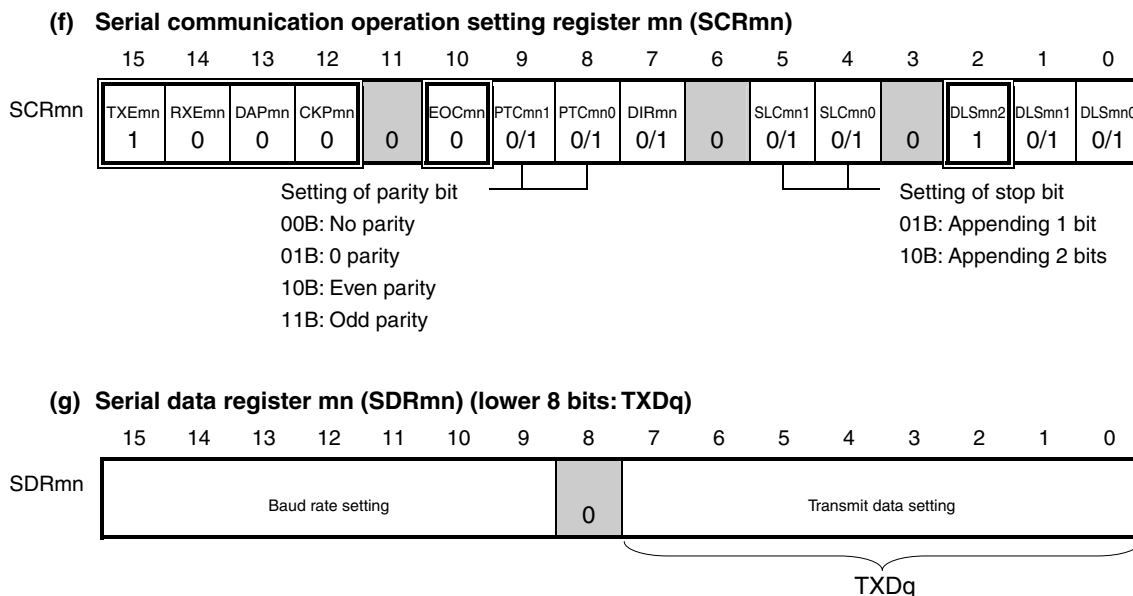 (f) Serial communication operation setting register mn (SCRmn)
15 14 13 12 11 10 9 8 7 6 5 4 3 2 1 0
SCRmn TXEmn RXEmn DAPmn CKPmn EOCmn PTCmn1 PTCmn0 DIRmn SLCmn1 SLCmn0 DLSmn2 DLSmn1 DLSmn0
1 0 0 0 0 0 0/1 0/1 0/1 0 0/1 0/1 0 1 0/1 0/1
Setting of parity bit
00B: No parity
01B: 0 parity
10B: Even parity
11B: Odd parity
Setting of stop bit
01B: Appending 1 bit
10B: Appending 2 bits
(g) Serial data register mn (SDRmn) (lower 8 bits: TXDq)
15 14 13 12 11 10 9 8 7 6 5 4 3 2 1 0
SDRmn Baud rate setting 0 Transmit data setting
TXDq